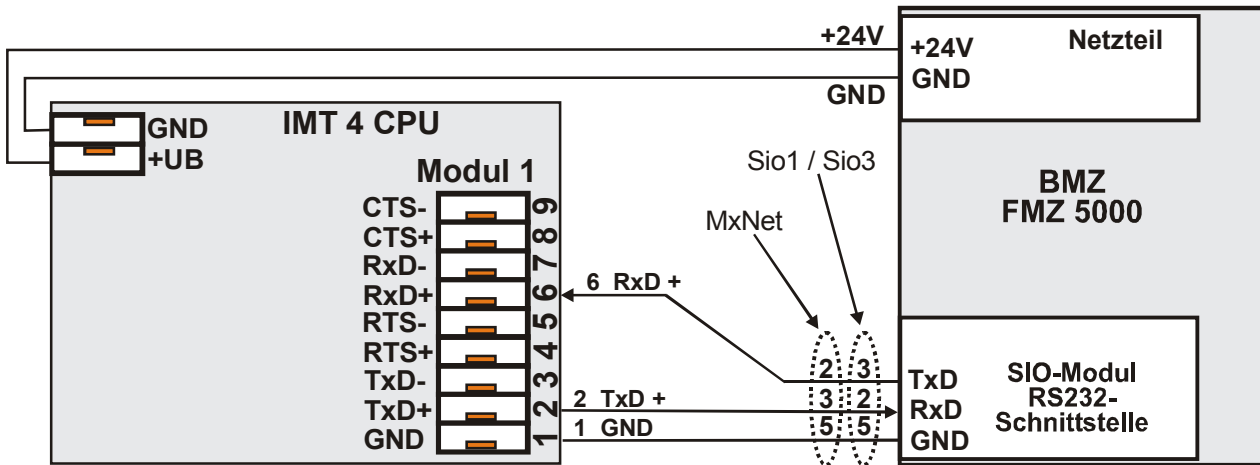 +24V
GND
+24V
Netzteil
GND
GND
+UB
IMT 4 CPU
Modul 1
CTS- 9
CTS+ 8
RxD- 7
RxD+ 6
RTS- 5
RTS+ 4
TxD- 3
TxD+ 2
GND 1
6 RxD +
2 TxD +
1 GND
Sio1 / Sio3
MxNet
2 3
3 2
5 5
BMZ
FMZ 5000
TxD
RxD
GND
SIO-Modul
RS232-
Schnittstelle